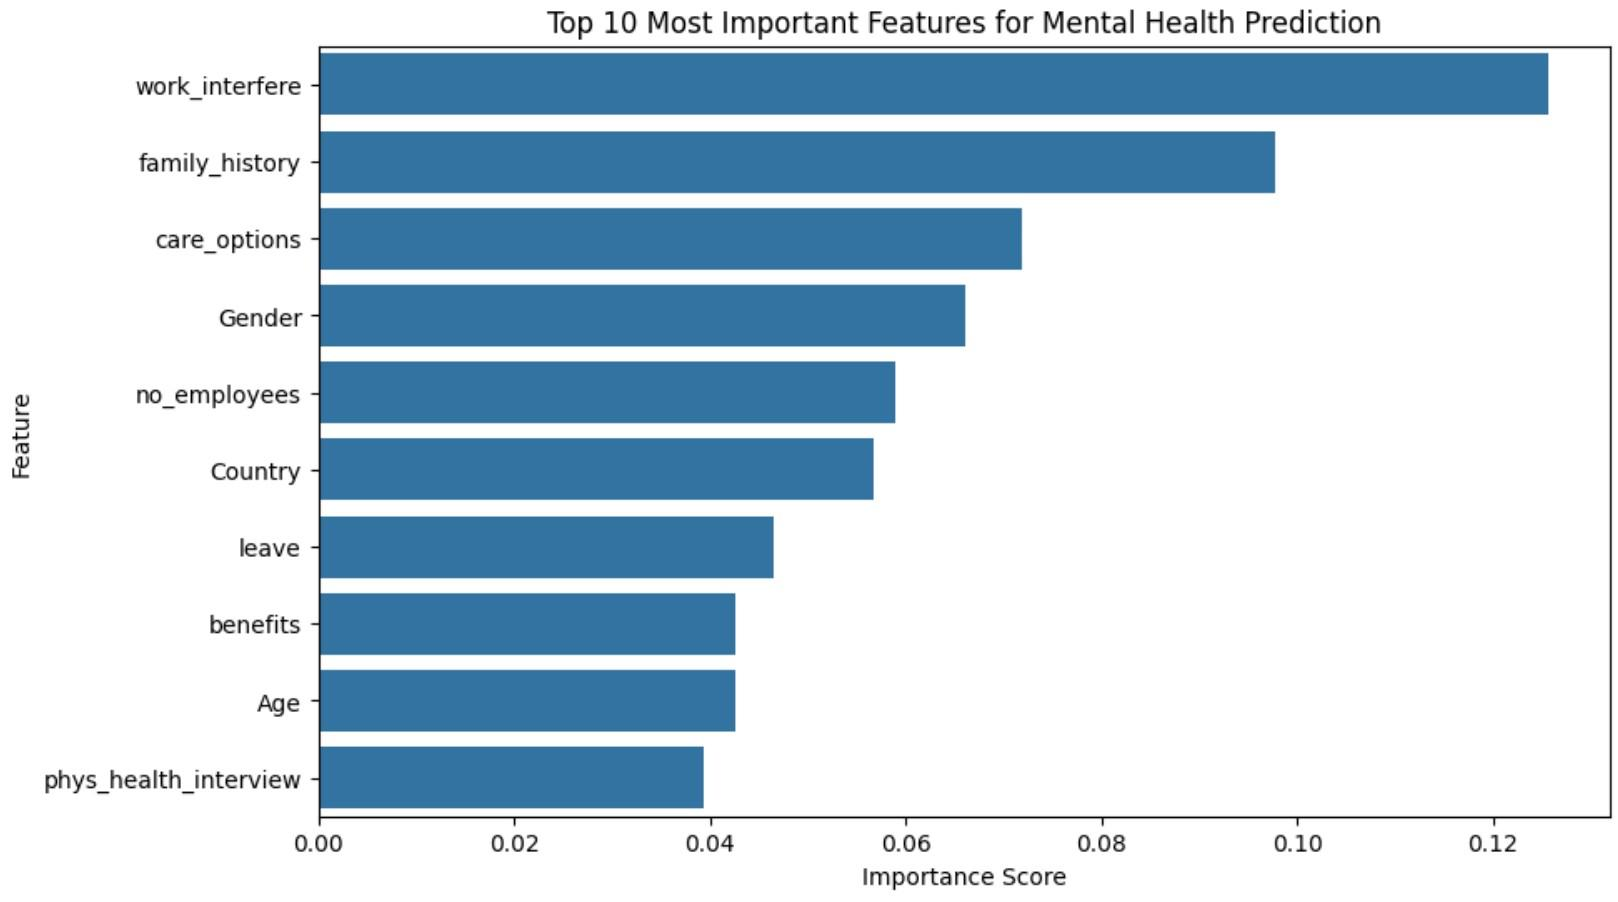 Top 10 Most Important Features for Mental Health Prediction
work_interfere
family_history
care_options
Gender
no_employees
Country
leave
benefits
Age
phys_health_interview
Feature
0.00 0.02 0.04 0.06 0.08 0.10 0.12
Importance Score